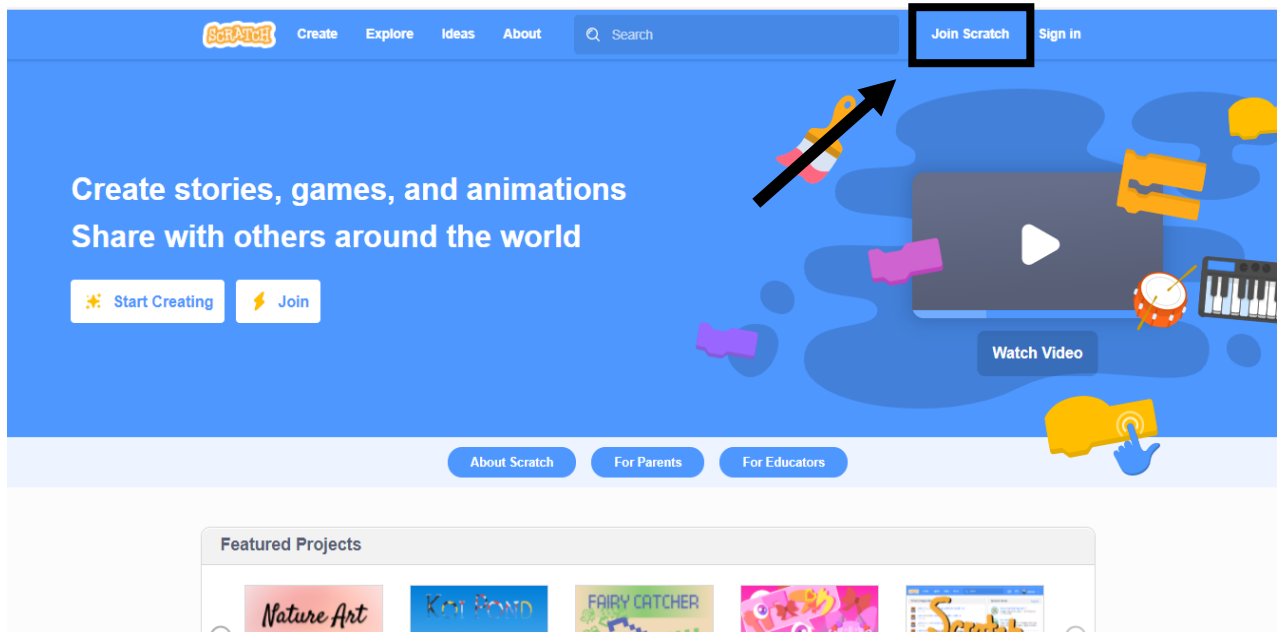 SCRATCH Create Explore Ideas About Search Join Scratch Sign in
Create stories, games, and animations
Share with others around the world
Start Creating Join
Watch Video
About Scratch For Parents For Educators
Featured Projects
Nature Art KOI POND FAIRY CATCHER Scratch